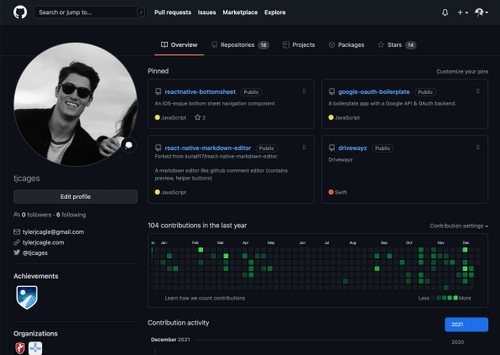 Search or jump to...
/
Pull requests Issues Marketplace Explore
Overview
Repositories 18
Projects
Packages
Stars 14
Pinned
Customize your pins
reactnative-bottomsheet Public
An iOS-esque bottom sheet navigation component
JavaScript 2
google-oauth-boilerplate Public
A boilerplate app with a Google API & OAuth backend.
JavaScript
react-native-markdown-editor Public
Forked from kunall17/react-native-markdown-editor
A markdown editor like github comment editor (contains
preview, helper buttons)
JavaScript
drivewayz Public
Drivewayz
Swift
tjcages
Edit profile
0 followers · 6 following
tylerjcagle@gmail.com
tylerjcagle.com
@tjcages
Achievements
Organizations
104 contributions in the last year
Contribution settings
Jan Feb Mar Apr May Jun Jul Aug Sep Oct Nov Dec
Learn how we count contributions
Less More
Contribution activity
2021
2020
December 2021